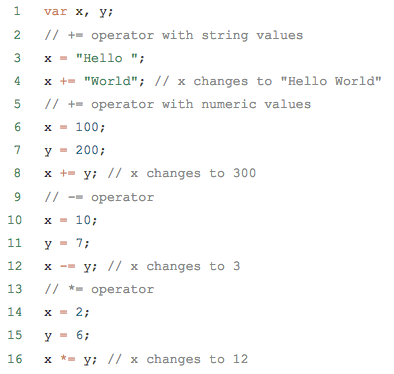 1 var x, y;
2 // += operator with string values
3 x = "Hello ";
4 x += "World"; // x changes to "Hello World"
5 // += operator with numeric values
6 x = 100;
7 y = 200;
8 x += y; // x changes to 300
9 // -= operator
10 x = 10;
11 y = 7;
12 x -= y; // x changes to 3
13 // *= operator
14 x = 2;
15 y = 6;
16 x *= y; // x changes to 12